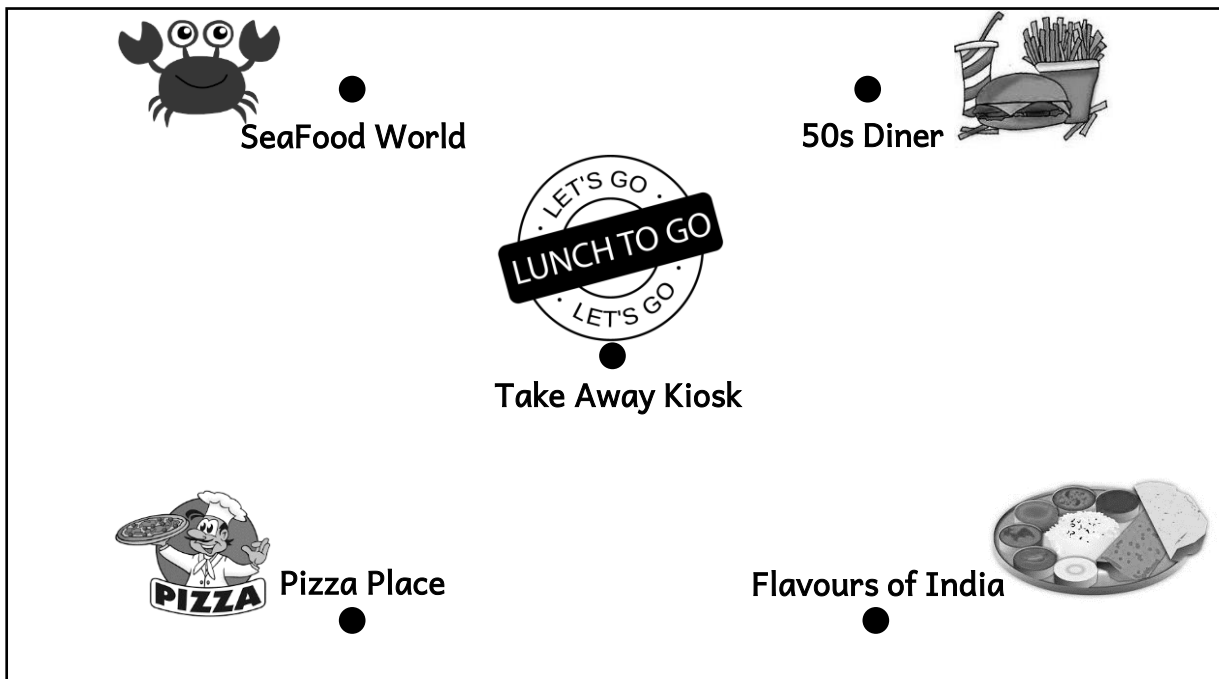 SeaFood World
50s Diner
LET'S GO
LUNCH TO GO
LET'S GO
Take Away Kiosk
PIZZA
Pizza Place
Flavours of India